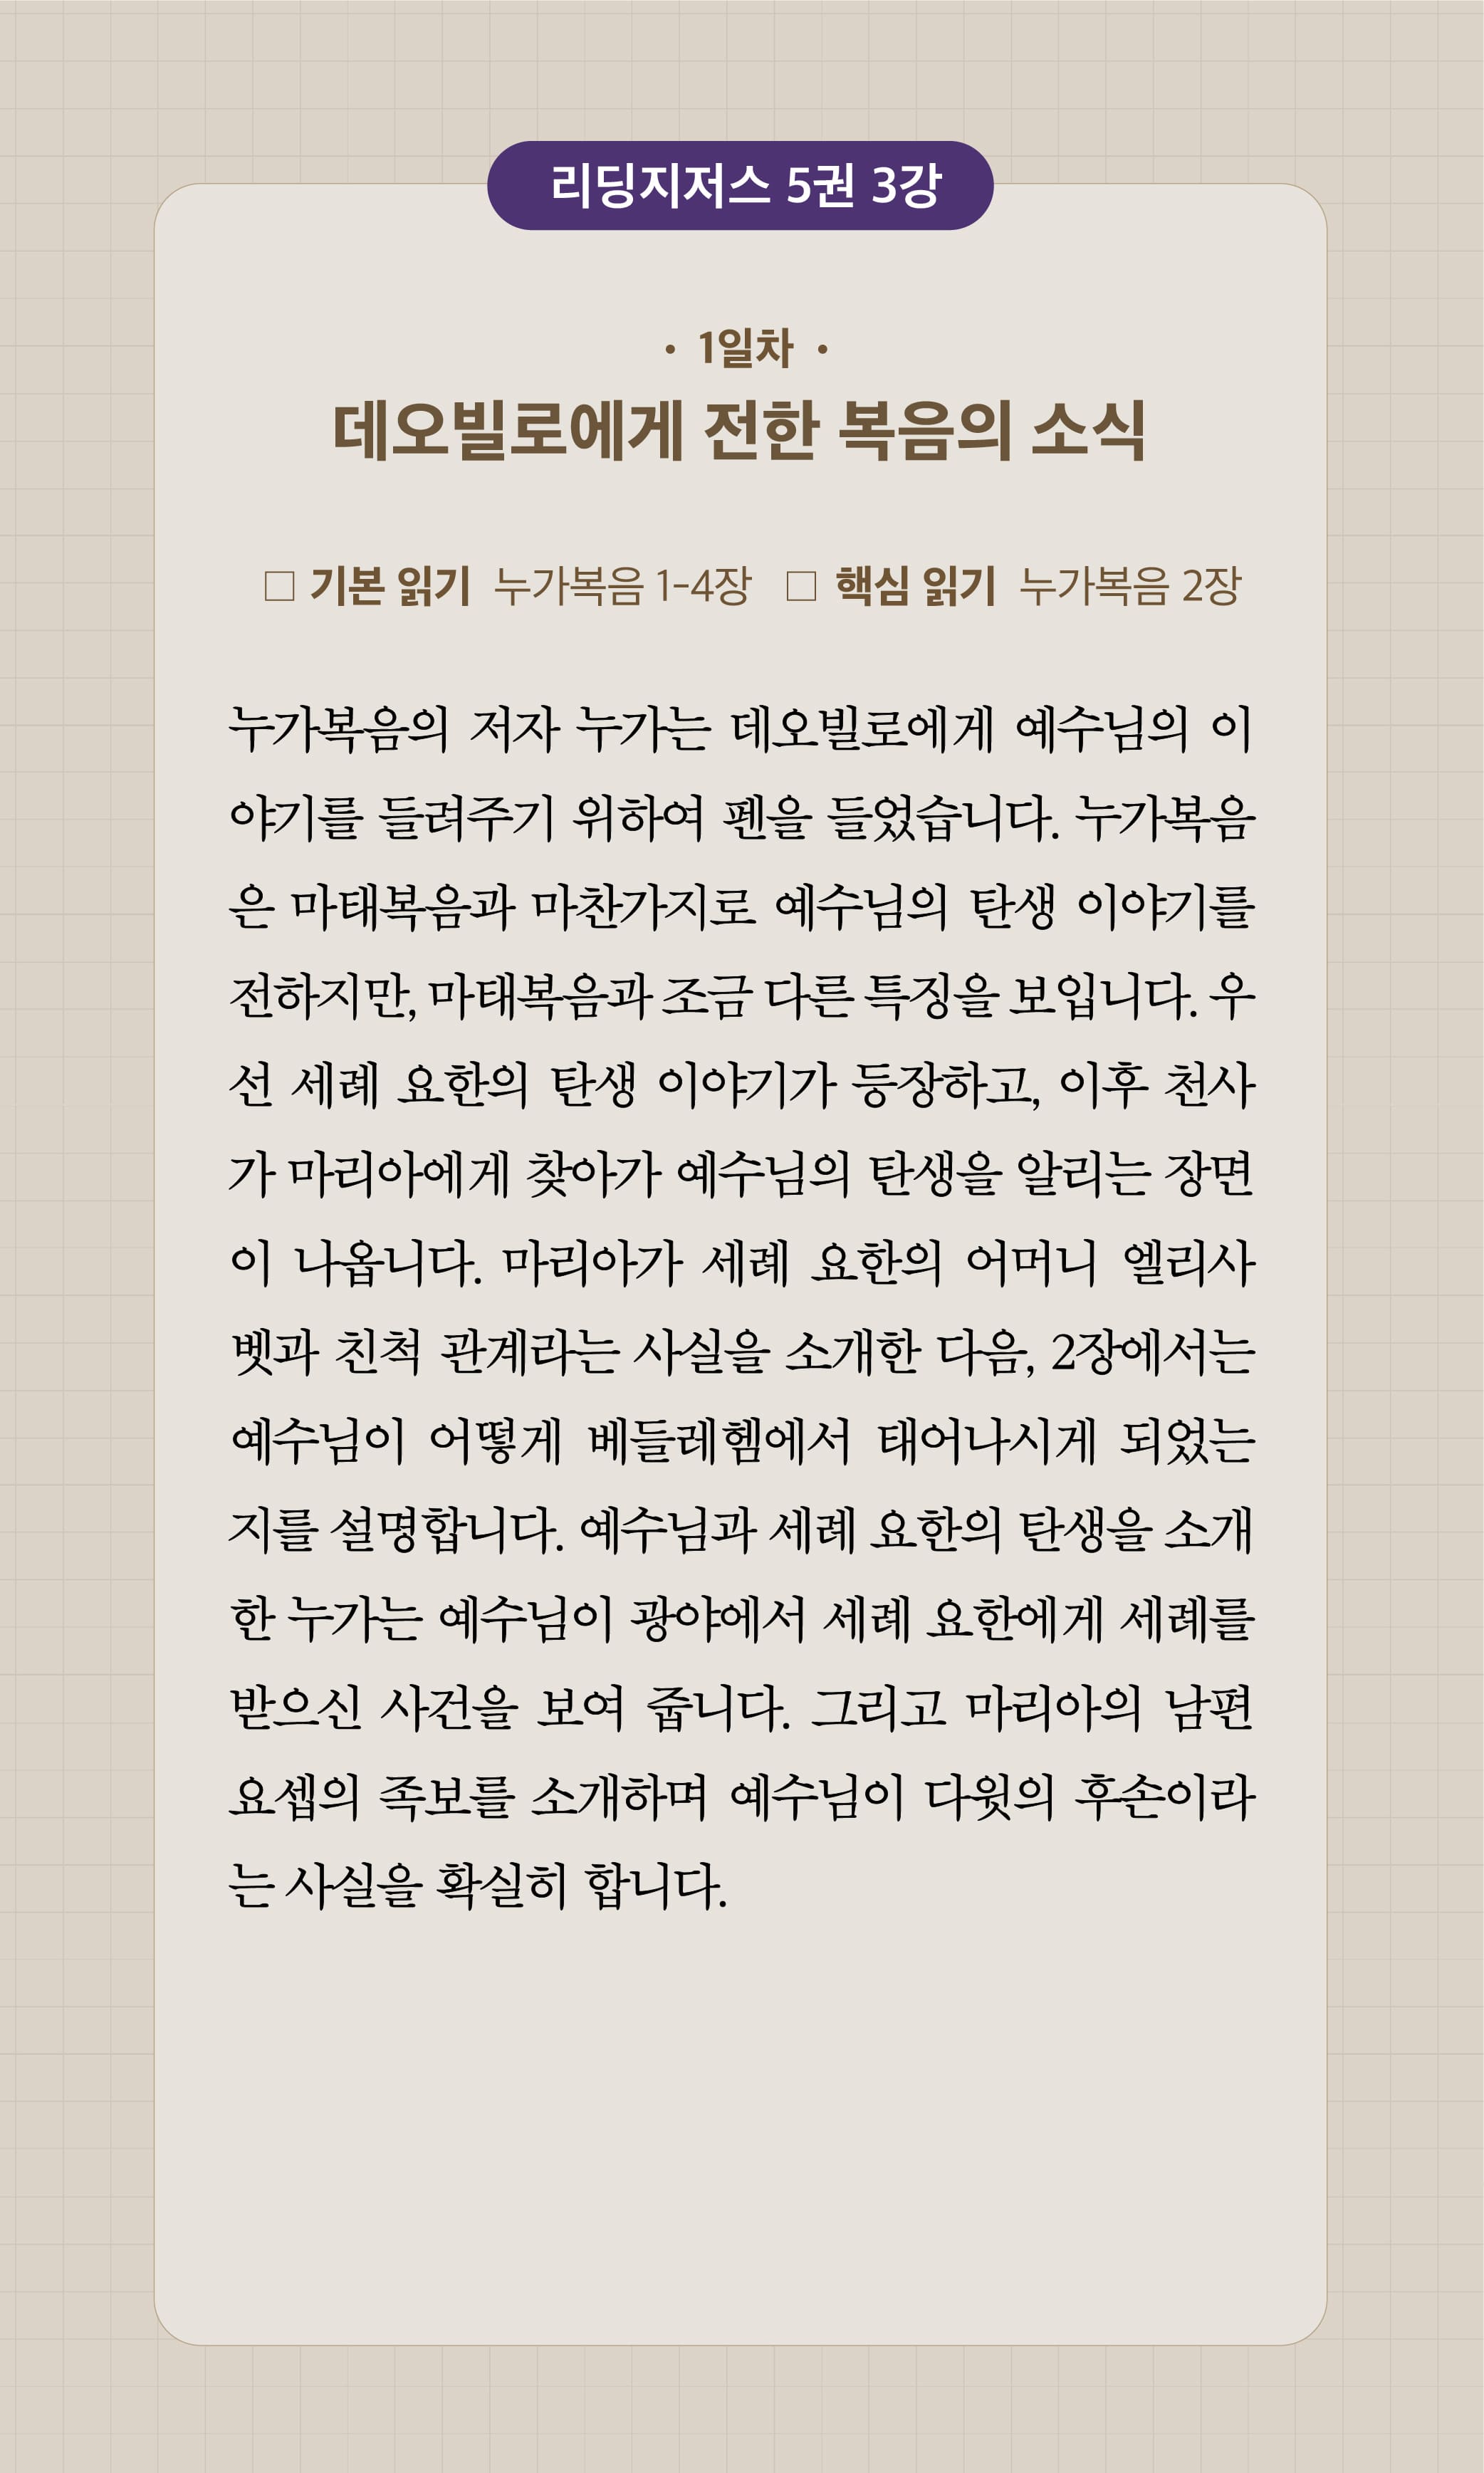 리딩지저스 5권 3강
· 1일차 ·
데오빌로에게 전한 복음의 소식
□ 기본 읽기 누가복음 1-4장 □ 핵심 읽기 누가복음 2장
누가복음의 저자 누가는 데오빌로에게 예수님의 이
야기를 들려주기 위하여 펜을 들었습니다. 누가복음
은 마태복음과 마찬가지로 예수님의 탄생 이야기를
전하지만, 마태복음과 조금 다른 특징을 보입니다. 우
선 세례 요한의 탄생 이야기가 등장하고, 이후 천사
가 마리아에게 찾아가 예수님의 탄생을 알리는 장면
이 나옵니다. 마리아가 세례 요한의 어머니 엘리사
벳과 친척 관계라는 사실을 소개한 다음, 2장에서는
예수님이 어떻게 베들레헴에서 태어나시게 되었는
지를 설명합니다. 예수님과 세례 요한의 탄생을 소개
한 누가는 예수님이 광야에서 세례 요한에게 세례를
받으신 사건을 보여 줍니다. 그리고 마리아의 남편
요셉의 족보를 소개하며 예수님이 다윗의 후손이라
는 사실을 확실히 합니다.